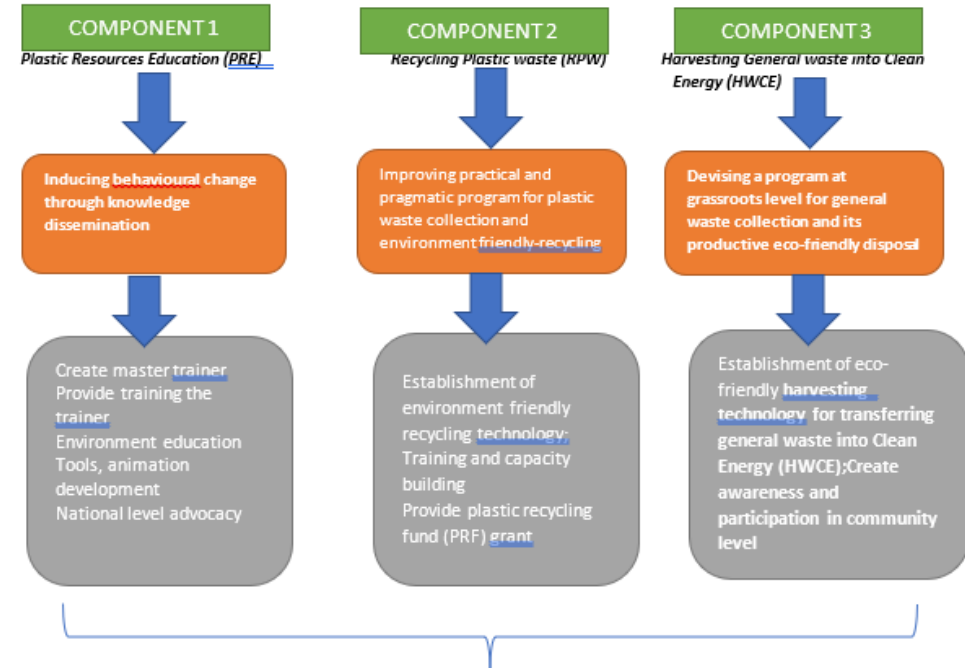 COMPONENT 1
Plastic Resources Education (PRE)
Inducing behavioural change
through knowledge
dissemination
Create master trainer
Provide training the
trainer
Environment education
Tools, animation
development
National level advocacy
COMPONENT 2
Recycling Plastic waste (RPW)
Improving practical and
pragmatic program for plastic
waste collection and
environment friendly-recycling
Establishment of
environment friendly
recycling technology;
Training and capacity
building
Provide plastic recycling
fund (PRF) grant
COMPONENT 3
Harvesting General waste into Clean
Energy (HWCE)
Devising a program at
grassroots level for general
waste collection and its
productive eco-friendly disposal
Establishment of eco-
friendly harvesting
technology for transferring
general waste into Clean
Energy (HWCE);Create
awareness and
participation in community
level